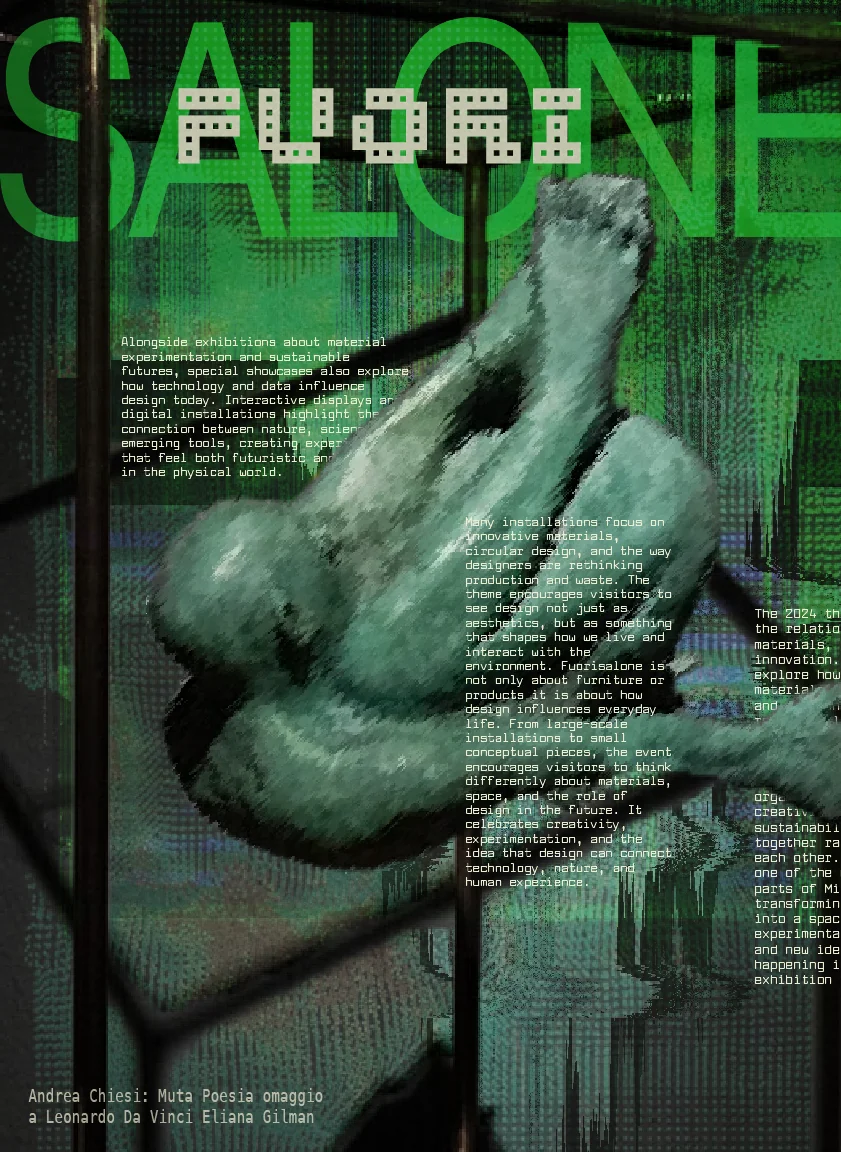 SALONE
FUORI
Alongside exhibitions about material
experimentation and sustainable
futures, special showcases also explore
how technology and data influence
design today. Interactive displays an
digital installations highlight the
connection between nature, scien
emerging tools, creating exper
that feel both futuristic and
in the physical world.
Many installations focus on
innovative materials,
circular design, and the way
designers are rethinking
production and waste. The
theme encourages visitors to
see design not just as
aesthetics, but as something
that shapes how we live and
interact with the
environment. Fuorisalone is
not only about furniture or
products it is about how
design influences everyday
life. From large-scale
installations to small
conceptual pieces, the event
encourages visitors to think
differently about materials,
space, and the role of
design in the future. It
celebrates creativity,
experimentation, and the
idea that design can connect
technology, nature, and
human experience.
The 2024 th
the relatio
materials,
innovation.
explore how
material
and
orga
creativ
sustainabil
together ra
each other.
one of the
parts of Mi
transformin
into a spac
experimenta
and new ide
happening i
exhibition
Andrea Chiesi: Muta Poesia omaggio
a Leonardo Da Vinci Eliana Gilman